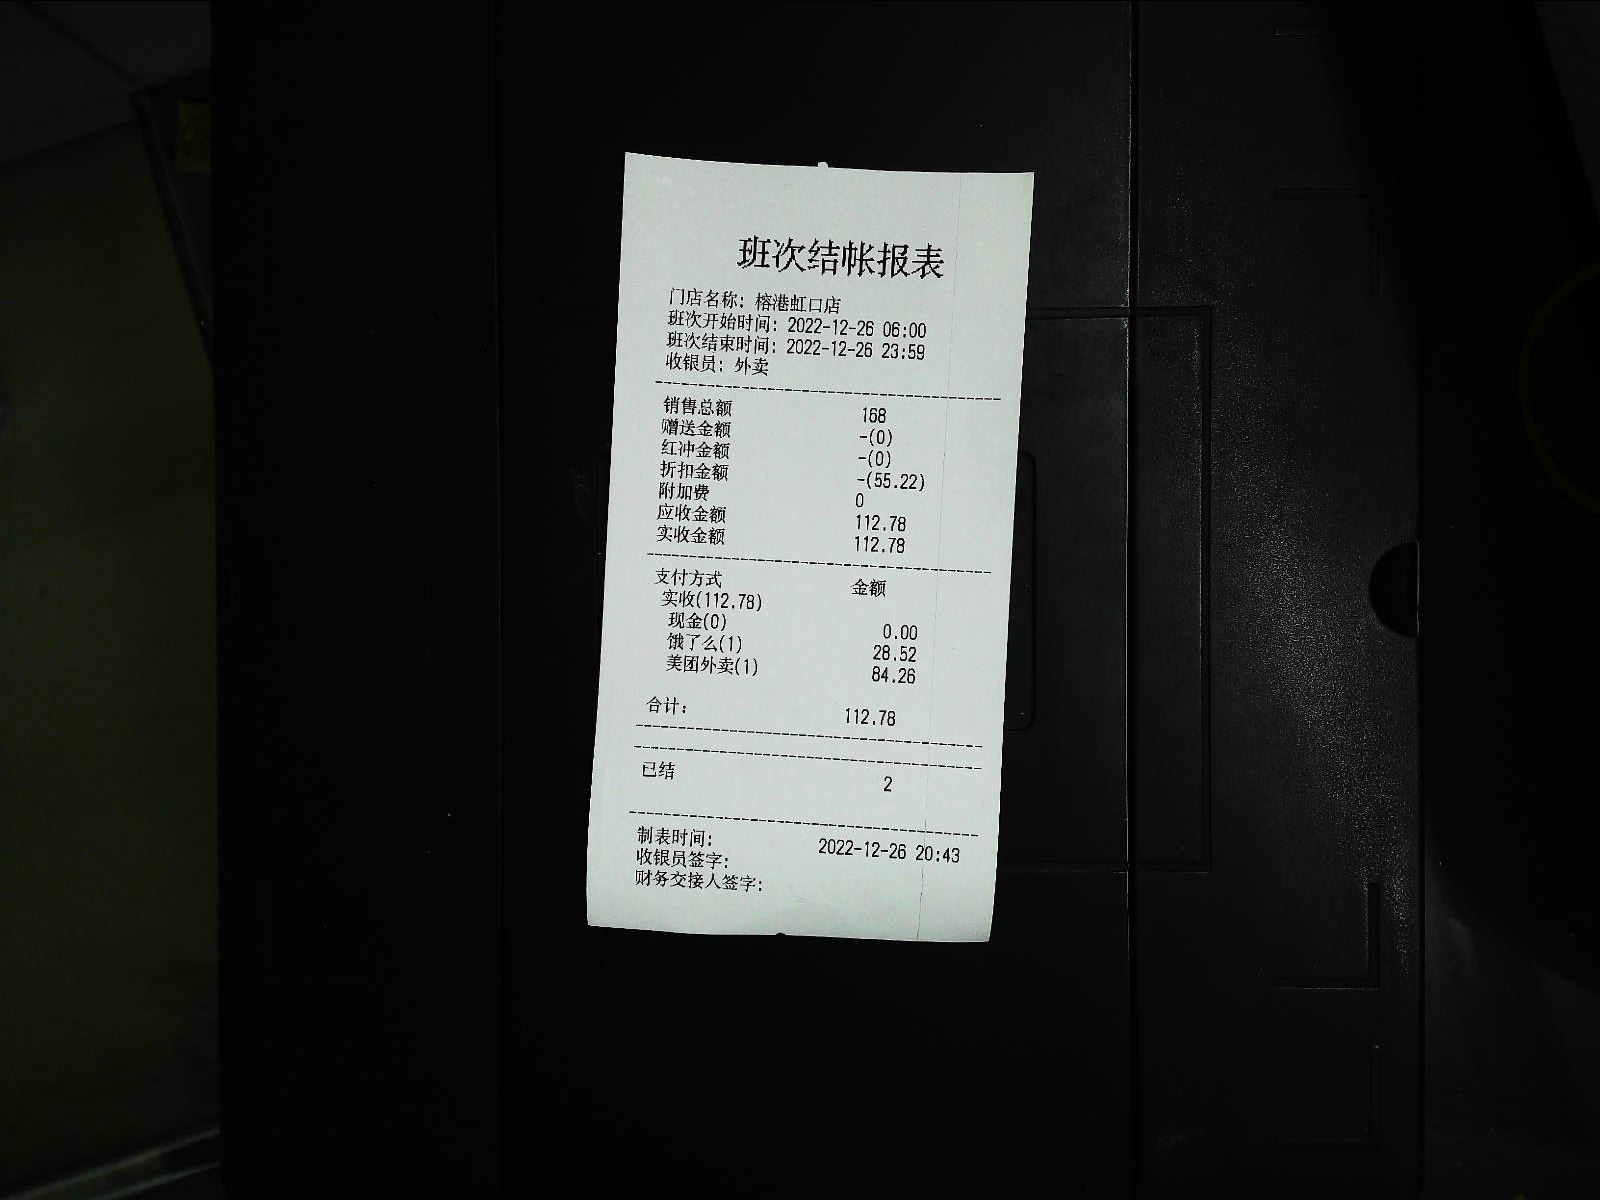 班次结帐报表
门店名称: 榕港虹口店
班次开始时间: 2022-12-26 06:00
班次结束时间: 2022-12-26 23:59
收银员: 外卖
销售总额 168
赠送金额 -(0)
红冲金额 -(0)
折扣金额 -(55.22)
附加费 0
应收金额 112.78
实收金额 112.78
支付方式 金额
实收(112.78)
现金(0) 0.00
饿了么(1) 28.52
美团外卖(1) 84.26
合计: 112.78
已结 2
制表时间: 2022-12-26 20:43
收银员签字:
财务交接人签字: